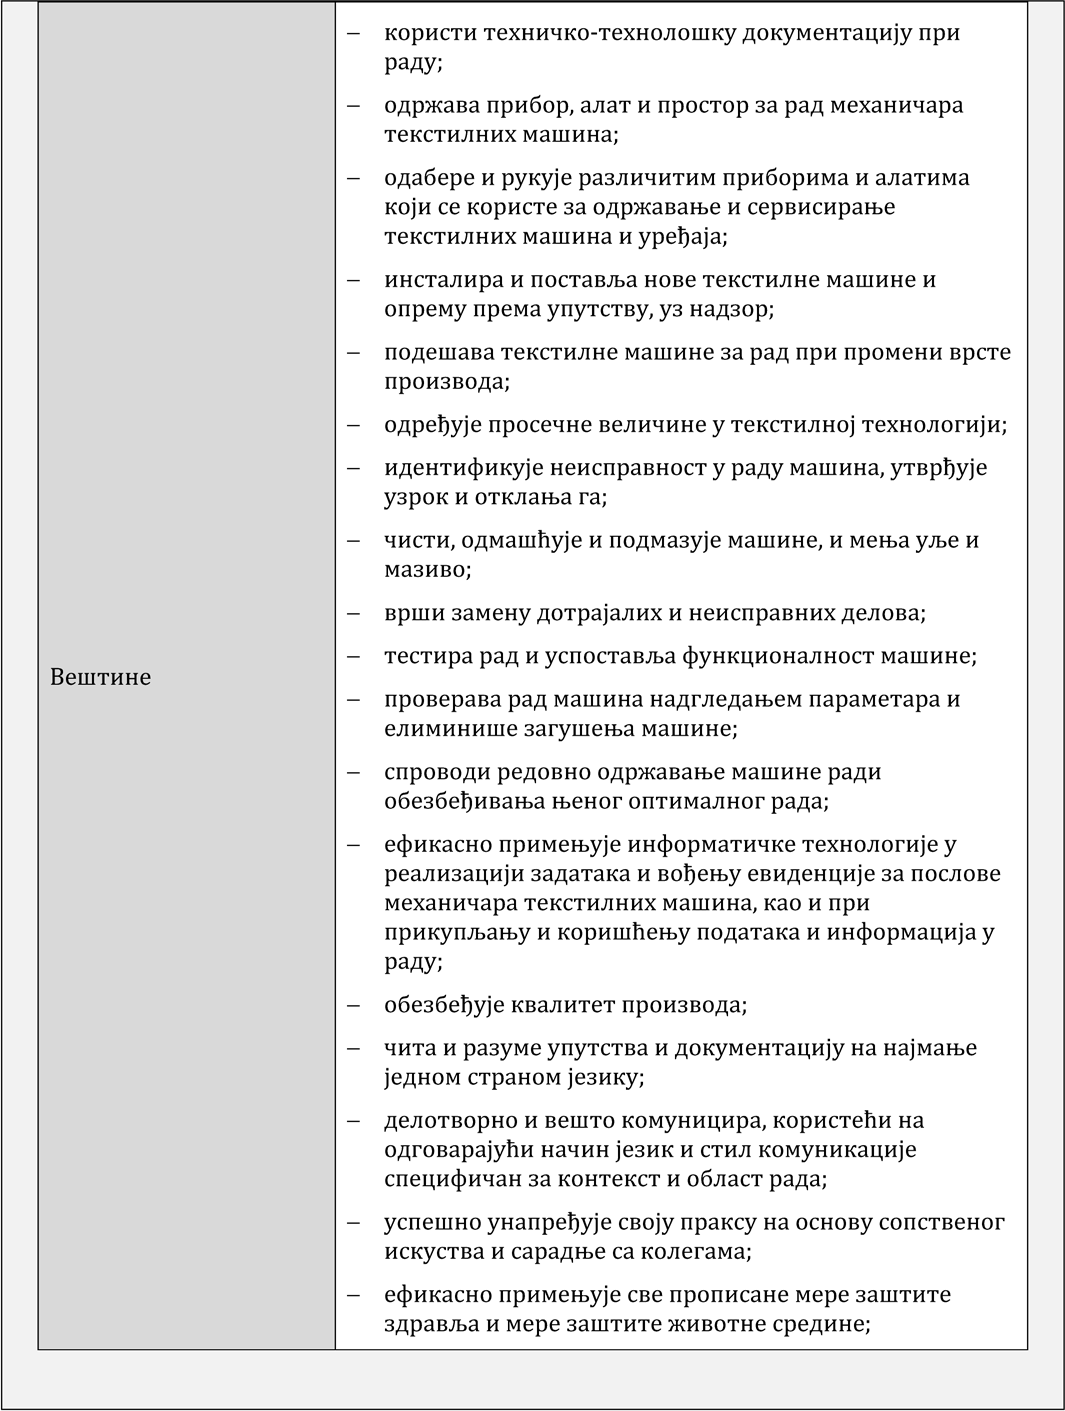 Вештине
– користи техничко-технолошку документацију при
раду;
– одржава прибор, алат и простор за рад механичара
текстилних машина;
– одабере и рукује различитим приборима и алатима
који се користе за одржавање и сервисирање
текстилних машина и уређаја;
– инсталира и поставља нове текстилне машине и
опрему према упутству, уз надзор;
– подешава текстилне машине за рад при промени врсте
производа;
– одређује просечне величине у текстилној технологији;
– идентификује неисправност у раду машина, утврђује
узрок и отклања га;
– чисти, одмашћује и подмазује машине, и мења уље и
мазиво;
– врши замену дотрајалих и неисправних делова;
– тестира рад и успоставља функционалност машине;
– проверава рад машина надгледањем параметара и
елиминише загушења машине;
– спроводи редовно одржавање машине ради
обезбеђивања њеног оптималног рада;
– ефикасно примењује информатичке технологије у
реализацији задатака и вођењу евиденције за послове
механичара текстилних машина, као и при
прикупљању и коришћењу података и информација у
раду;
– обезбеђује квалитет производа;
– чита и разуме упутства и документацију на најмање
једном страном језику;
– делотворно и вешто комуницира, користећи на
одговарајући начин језик и стил комуникације
специфичан за контекст и област рада;
– успешно унапређује своју праксу на основу сопственог
искуства и сарадње са колегама;
– ефикасно примењује све прописане мере заштите
здравља и мере заштите животне средине;